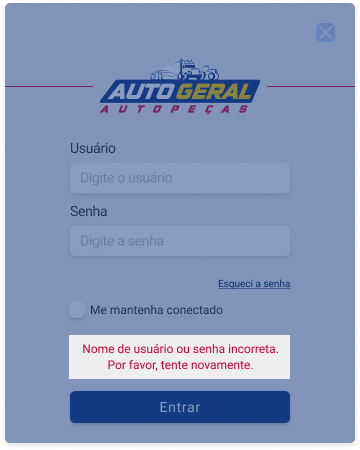 AUTO GERAL
AUTOPEÇAS
Usuário
Digite o usuário
Senha
Digite a senha
Esqueci a senha
Me mantenha conectado
Nome de usuário ou senha incorreta.
Por favor, tente novamente.
Entrar